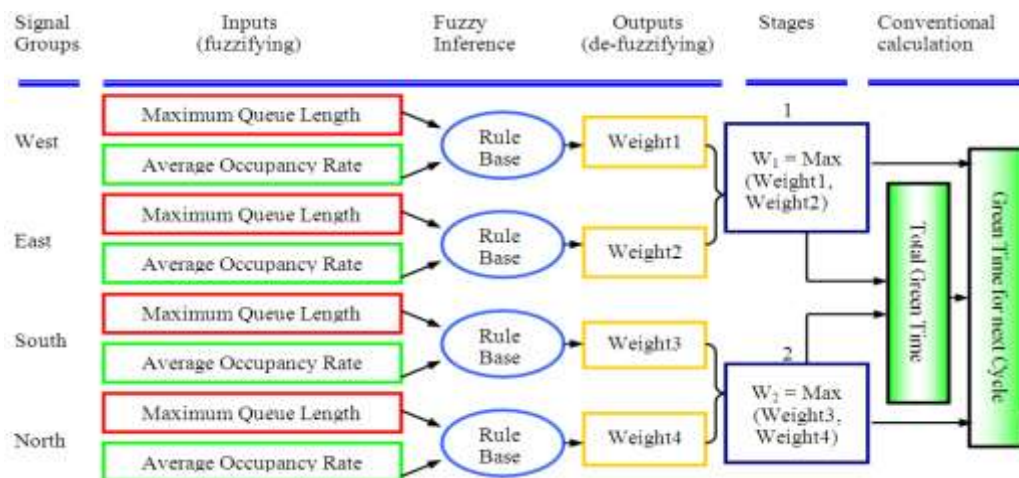 Signal
Groups
Inputs
(fuzzifying)
Fuzzy
Inference
Outputs
(de-fuzzifying)
Stages
Conventional
calculation
West
Maximum Queue Length
Average Occupancy Rate
Rule
Base
Weight1
1
W₁ = Max
(Weight1,
Weight2)
East
Maximum Queue Length
Average Occupancy Rate
Rule
Base
Weight2
South
Maximum Queue Length
Average Occupancy Rate
Rule
Base
Weight3
2
W₂ = Max
(Weight3,
Weight4)
North
Maximum Queue Length
Average Occupancy Rate
Rule
Base
Weight4
Total Green Time
Green Time for next Cycle